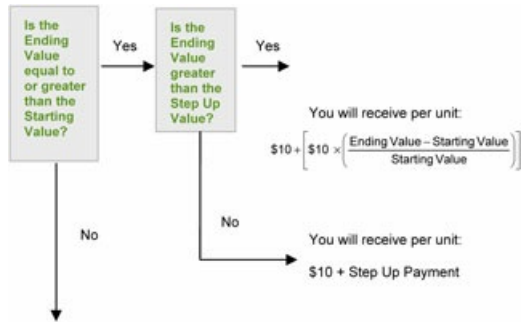 Is the
Ending
Value
equal to
or greater
than the
Starting
Value?
Yes
Is the
Ending
Value
greater
than the
Step Up
Value?
Yes
You will receive per unit:
$10 + [$10 × (Ending Value – Starting Value
Starting Value)]
No
No
You will receive per unit:
$10 + Step Up Payment